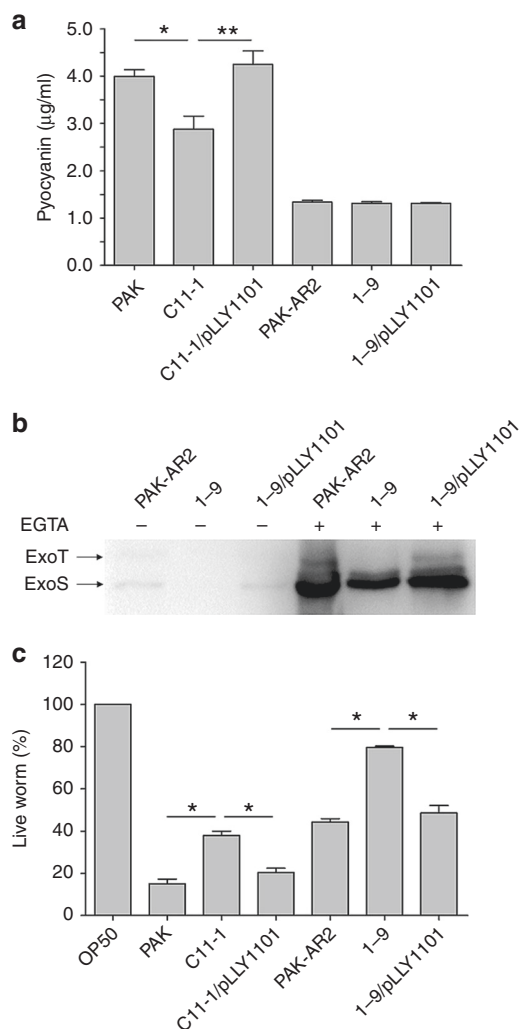 a
* **
5.0
4.0
3.0
2.0
1.0
0.0
Pyocyanin (μg/ml)
PAK
C11-1
C11-1/pLLY1101
PAK-AR2
1–9
1–9/pLLY1101
b
PAK-AR2
1–9
1–9/pLLY1101
PAK-AR2
1–9
1–9/pLLY1101
EGTA – – – + + +
ExoT
ExoS
c
120
100
80
60
40
20
0
Live worm (%)
* *
* *
OP50
PAK
C11-1
C11-1/pLLY1101
PAK-AR2
1–9
1–9/pLLY1101